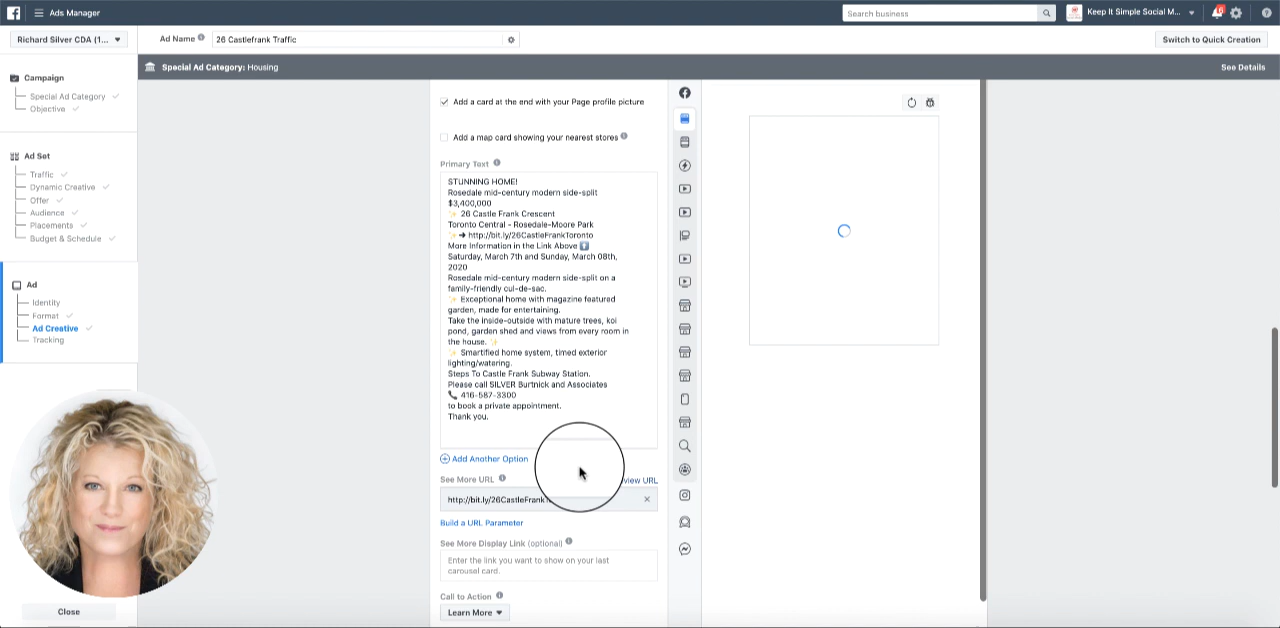 Ads Manager
Search business
Keep It Simple Social M...
Richard Silver CDA (1...
Ad Name
26 Castlefrank Traffic
Switch to Quick Creation
Special Ad Category: Housing
See Details
Campaign
Special Ad Category
Objective
Ad Set
Traffic
Dynamic Creative
Offer
Audience
Placements
Budget & Schedule
Ad
Identity
Format
Ad Creative
Tracking
Close
Add a card at the end with your Page profile picture
Add a map card showing your nearest stores
Primary Text
STUNNING HOME!
Rosedale mid-century modern side-split
$3,400,000
✨ 26 Castle Frank Crescent
Toronto Central - Rosedale-Moore Park
✨ ➔ http://bit.ly/26CastleFrankToronto
More Information in the Link Above ⬆️
Saturday, March 7th and Sunday, March 08th,
2020
Rosedale mid-century modern side-split on a
family-friendly cul-de-sac.
✨ Exceptional home with magazine featured
garden, made for entertaining.
Take the inside-outside with mature trees, koi
pond, garden shed and views from every room in
the house. ✨
✨ Smartified home system, timed exterior
lighting/watering.
Steps To Castle Frank Subway Station.
Please call SILVER Burtnick and Associates
📞 416-587-3300
to book a private appointment.
Thank you.
Add Another Option
See More URL
view URL
http://bit.ly/26CastleFrank
Build a URL Parameter
See More Display Link (optional)
Enter the link you want to show on your last
carousel card.
Call to Action
Learn More